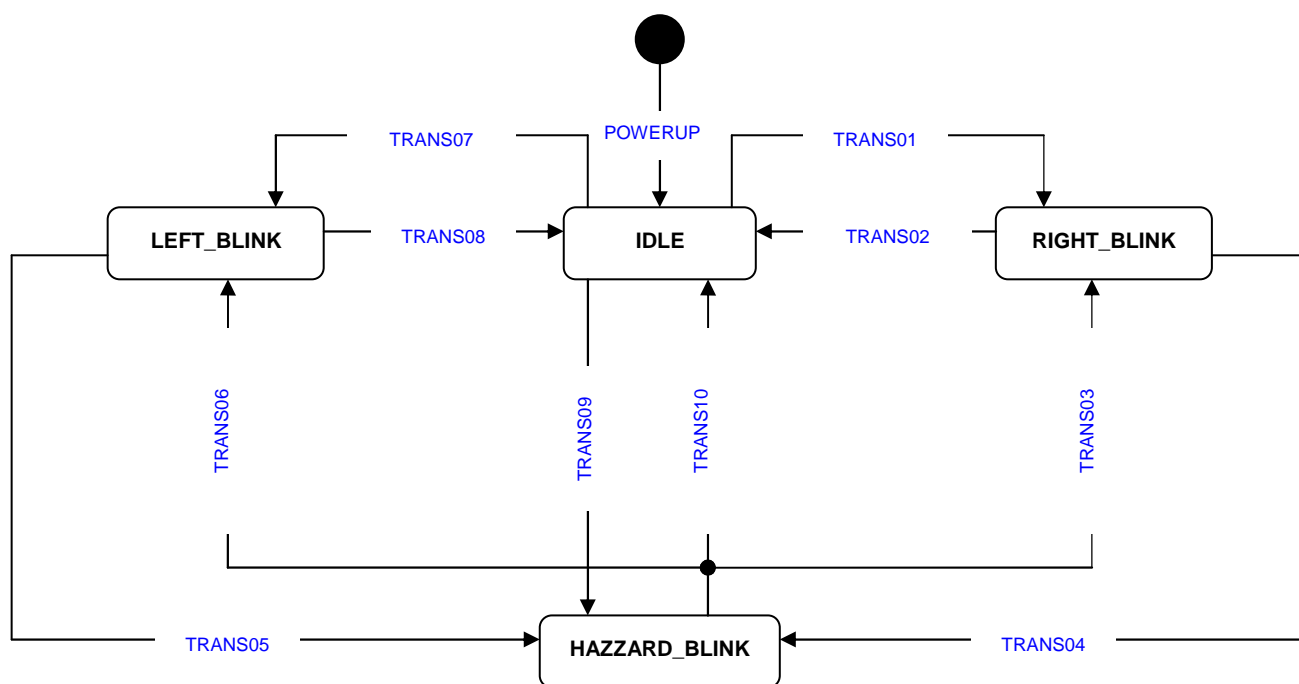 POWERUP
TRANS07
TRANS01
LEFT_BLINK
TRANS08
IDLE
TRANS02
RIGHT_BLINK
TRANS06
TRANS09
TRANS10
TRANS03
TRANS05
HAZZARD_BLINK
TRANS04